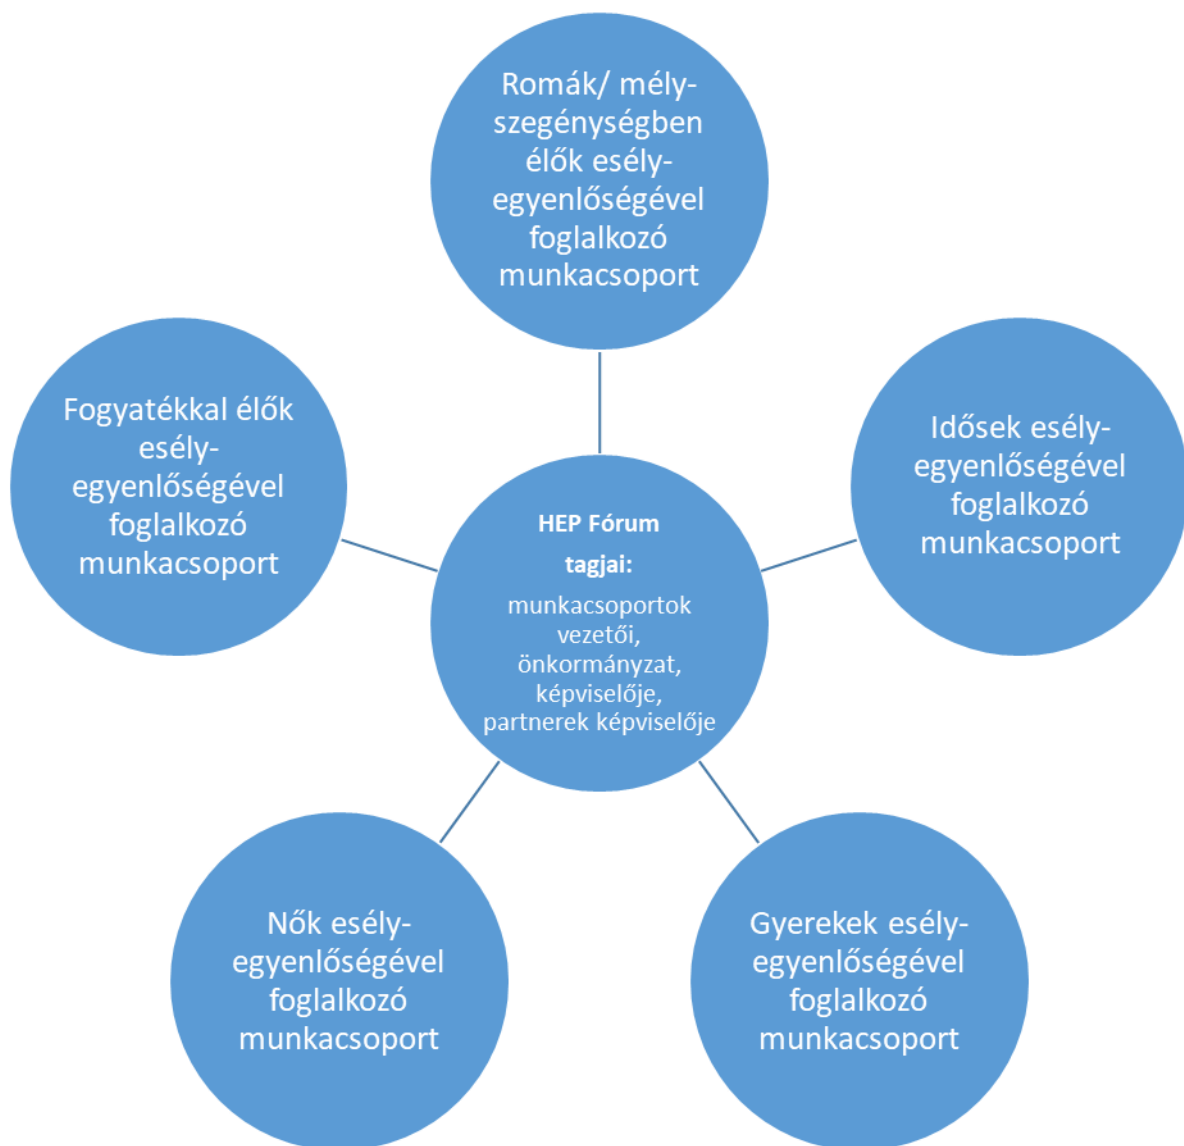 Romák/ mély-
szegénységben
élők esély-
egyenlőségével
foglalkozó
munkacsoport
Fogyatékkal élők
esély-
egyenlőségével
foglalkozó
munkacsoport
Idősek esély-
egyenlőségével
foglalkozó
munkacsoport
HEP Fórum
tagjai:
munkacsoportok
vezetői,
önkormányzat,
képviselője,
partnerek képviselője
Nők esély-
egyenlőségével
foglalkozó
munkacsoport
Gyerekek esély-
egyenlőségével
foglalkozó
munkacsoport